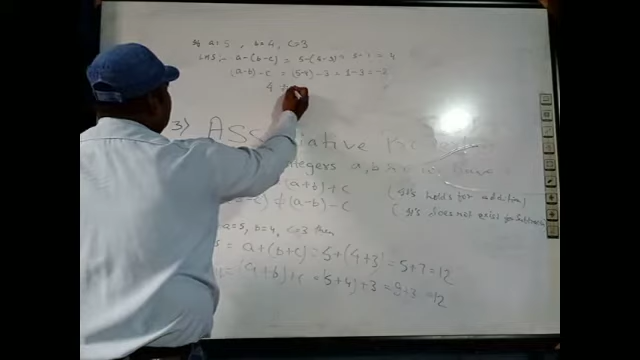 if a=5, b=4, c=3
LHS:- a-(b-c) = 5-(4-3) = 5-1 = 4
(a-b)-c = (5-4)-3 = 1-3 = -2
4 ≠
3) Associative
integers a, b
(a+b)+c (It's holds for addition)
≠ (a-b)-c (It's does not exist for Subtraction
a=5, b=4, c=3 then
= a+(b+c) = 5+(4+3) = 5+7=12
= (a+b)+c = (5+4)+3 = 9+3 =12